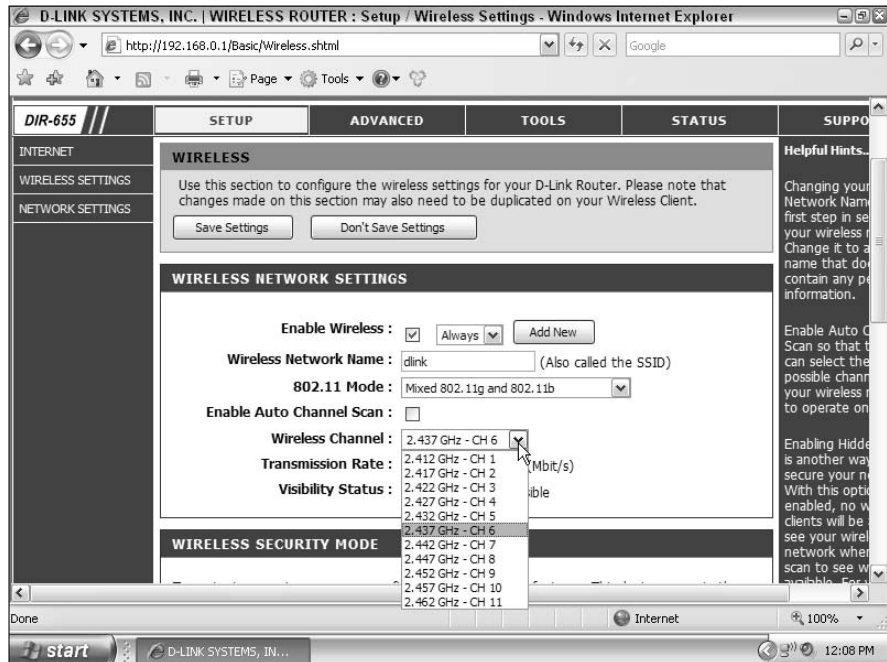 D-LINK SYSTEMS, INC. | WIRELESS ROUTER : Setup / Wireless Settings - Windows Internet Explorer
http://192.168.0.1/Basic/Wireless.shtml
Google
Page
Tools
DIR-655
SETUP
ADVANCED
TOOLS
STATUS
SUPPO
INTERNET
WIRELESS SETTINGS
NETWORK SETTINGS
WIRELESS
Use this section to configure the wireless settings for your D-Link Router. Please note that
changes made on this section may also need to be duplicated on your Wireless Client.
Save Settings
Don't Save Settings
WIRELESS NETWORK SETTINGS
Enable Wireless :
Always
Add New
Wireless Network Name : dlink (Also called the SSID)
802.11 Mode : Mixed 802.11g and 802.11b
Enable Auto Channel Scan :
Wireless Channel : 2.437 GHz - CH 6
2.412 GHz - CH 1
2.417 GHz - CH 2
2.422 GHz - CH 3
2.427 GHz - CH 4
2.432 GHz - CH 5
2.437 GHz - CH 6
2.442 GHz - CH 7
2.447 GHz - CH 8
2.452 GHz - CH 9
2.457 GHz - CH 10
2.462 GHz - CH 11
Transmission Rate : (Mbit/s)
Visibility Status : ible
WIRELESS SECURITY MODE
Helpful Hints..
Changing your
Network Nam
first step in se
your wireless
Change it to a
name that do
contain any pe
information.
Enable Auto C
Scan so that t
can select the
possible chann
your wireless
to operate on
Enabling Hidde
is another way
secure your ne
With this optio
enabled, no w
clients will be
see your wirel
network wher
scan to see w
Done
Internet
100%
start
D-LINK SYSTEMS, IN...
12:08 PM